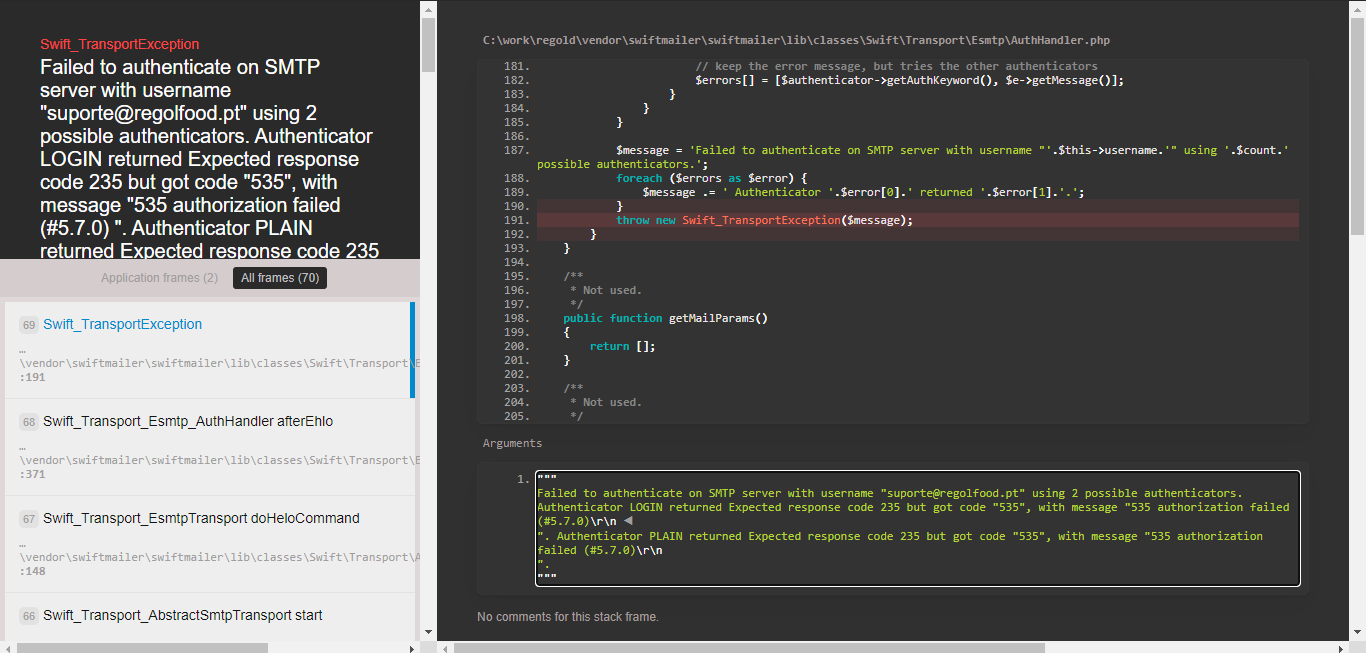 Swift_TransportException
Failed to authenticate on SMTP
server with username
"suporte@regolfood.pt" using 2
possible authenticators. Authenticator
LOGIN returned Expected response
code 235 but got code "535", with
message "535 authorization failed
(#5.7.0) ". Authenticator PLAIN
returned Expected response code 235
Application frames (2)
All frames (70)
69 Swift_TransportException
…
\vendor\swiftmailer\swiftmailer\lib\classes\Swift\Transport\E
:191
68 Swift_Transport_Esmtp_AuthHandler afterEhlo
…
\vendor\swiftmailer\swiftmailer\lib\classes\Swift\Transport\E
:371
67 Swift_Transport_EsmtpTransport doHeloCommand
…
\vendor\swiftmailer\swiftmailer\lib\classes\Swift\Transport\A
:148
66 Swift_Transport_AbstractSmtpTransport start
C:\work\regold\vendor\swiftmailer\swiftmailer\lib\classes\Swift\Transport\Esmtp\AuthHandler.php
181. // keep the error message, but tries the other authenticators
182. $errors[] = [$authenticator->getAuthKeyword(), $e->getMessage()];
183. }
184. }
185. }
186.
187. $message = 'Failed to authenticate on SMTP server with username "'.$this->username.'" using '.$count.'
possible authenticators.';
188. foreach ($errors as $error) {
189. $message .= ' Authenticator '.$error[0].' returned '.$error[1].'.';
190. }
191. throw new Swift_TransportException($message);
192. }
193. }
194.
195. /**
196. * Not used.
197. */
198. public function getMailParams()
199. {
200. return [];
201. }
202.
203. /**
204. * Not used.
205. */
Arguments
1. """
Failed to authenticate on SMTP server with username "suporte@regolfood.pt" using 2 possible authenticators.
Authenticator LOGIN returned Expected response code 235 but got code "535", with message "535 authorization failed
(#5.7.0)\r\n ◀
". Authenticator PLAIN returned Expected response code 235 but got code "535", with message "535 authorization
failed (#5.7.0)\r\n
".
"""
No comments for this stack frame.